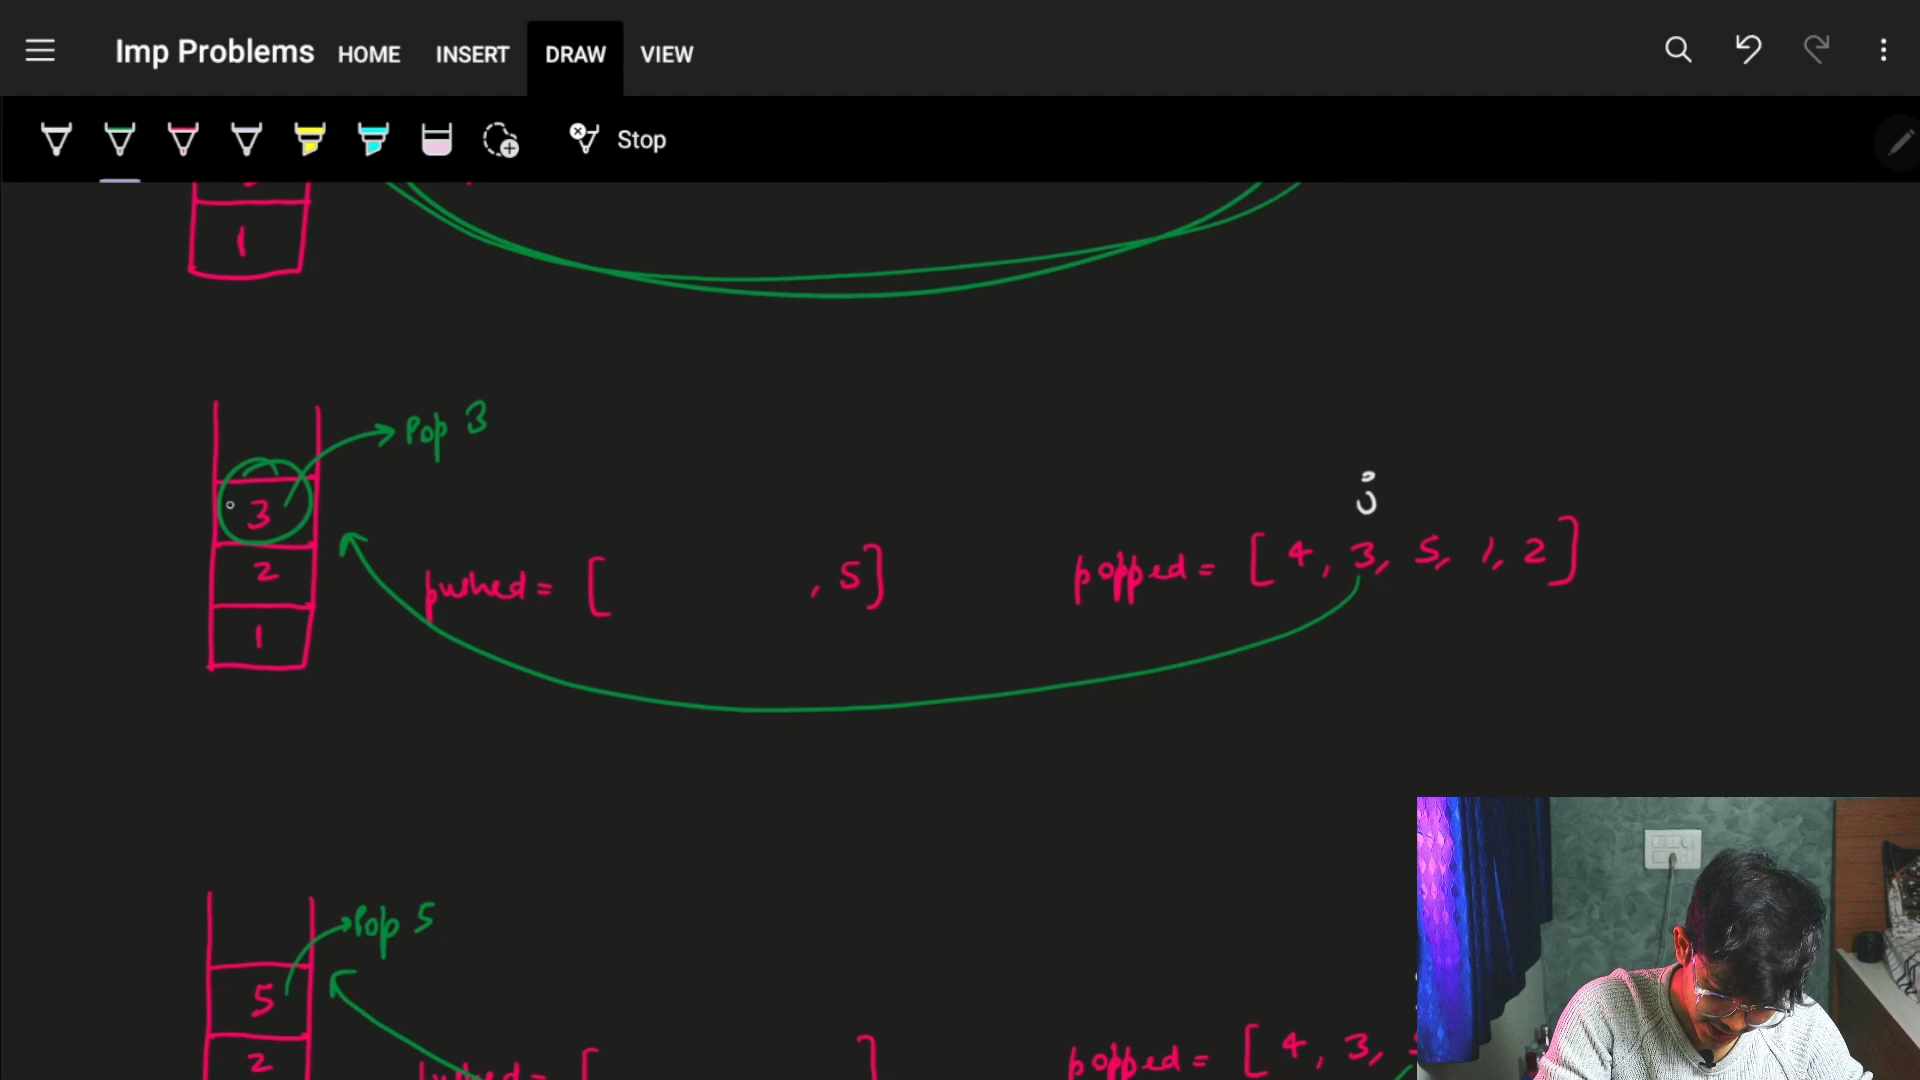 Imp Problems HOME INSERT DRAW VIEW
Stop
1
Pop 3
3
2
1
j
pushed = [ , 5]
popped = [4, 3, 5, 1, 2]
Pop 5
5
2
pushed = [ ]
popped = [4, 3,